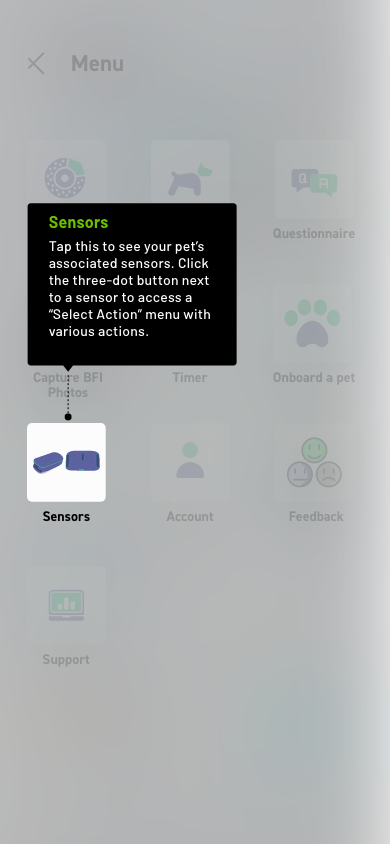 Menu
Q
A
Sensors
Tap this to see your pet's
associated sensors. Click
the three-dot button next
to a sensor to access a
“Select Action” menu with
various actions.
Questionnaire
Capture BFI
Photos
Timer
Onboard a pet
Sensors
Account
Feedback
Support